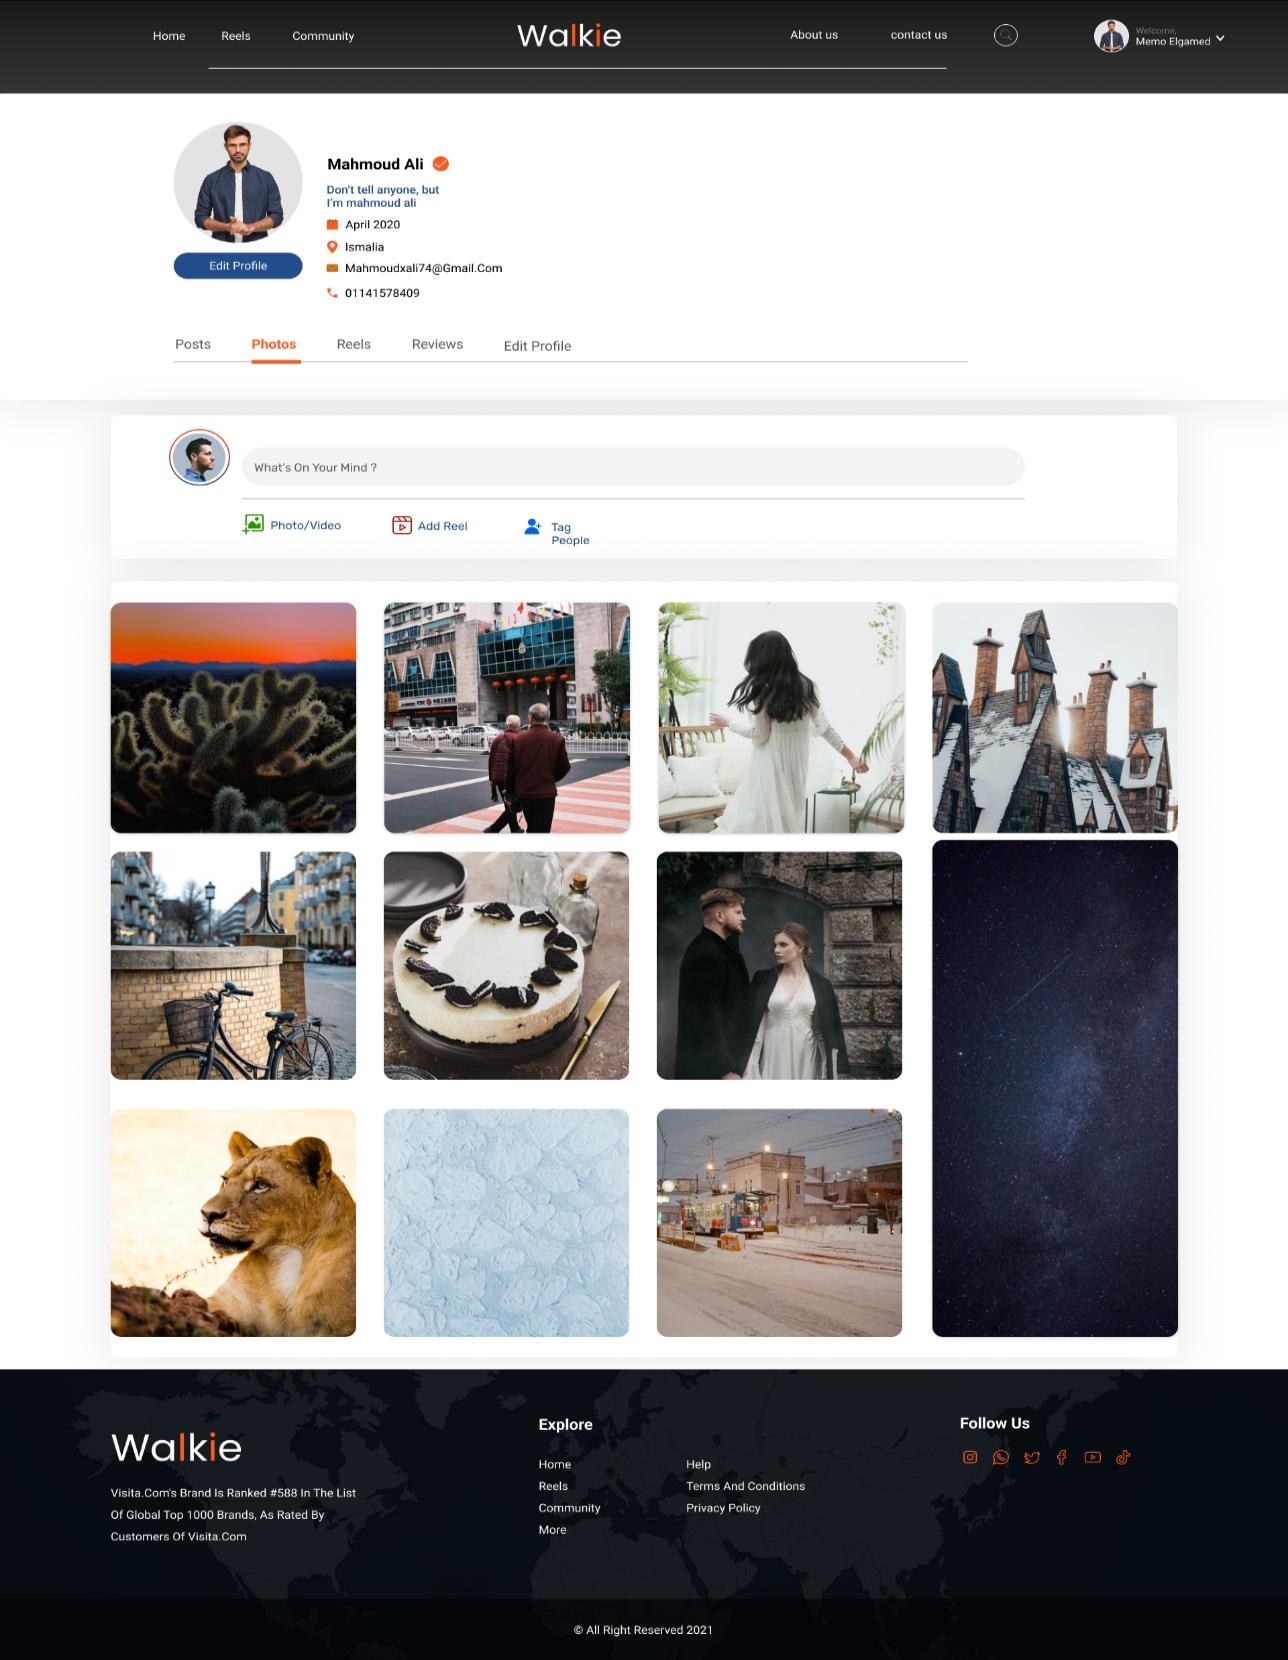 Home Reels Community Walkie About us contact us Welcome,
Memo Elgamed
Mahmoud Ali
Don't tell anyone, but
I'm mahmoud ali
April 2020
Ismalia
Edit Profile
Mahmoudxali74@Gmail.Com
01141578409
Posts Photos Reels Reviews Edit Profile
What's On Your Mind ?
Photo/Video Add Reel Tag
People
Walkie
Visita.Com's Brand Is Ranked #588 In The List
Of Global Top 1000 Brands, As Rated By
Customers Of Visita.Com
Explore
Home
Reels
Community
More
Help
Terms And Conditions
Privacy Policy
Follow Us
© All Right Reserved 2021